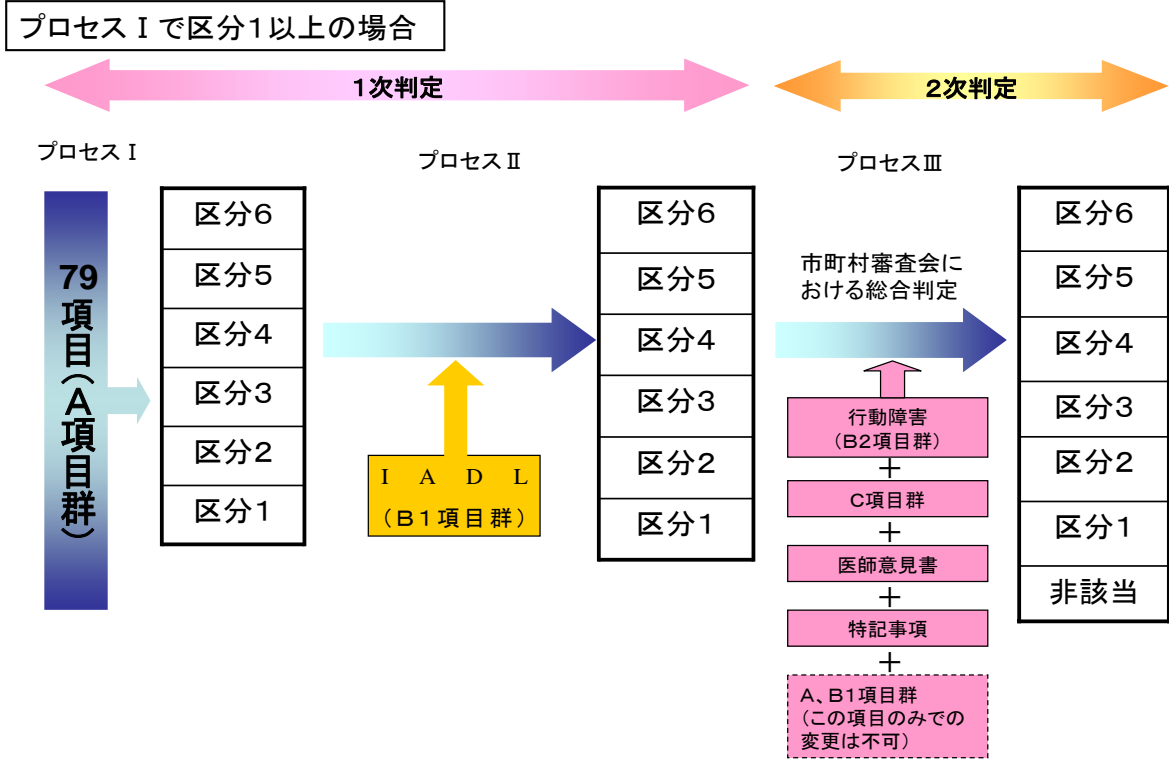 プロセスⅠで区分１以上の場合
１次判定
２次判定
プロセスⅠ
プロセスⅡ
プロセスⅢ
79項目（Ａ項目群）
区分６
区分５
区分４
区分３
区分２
区分１
Ｉ Ａ Ｄ Ｌ
（Ｂ１項目群）
区分６
区分５
区分４
区分３
区分２
区分１
市町村審査会に
おける総合判定
行動障害
（Ｂ２項目群）
＋
Ｃ項目群
＋
医師意見書
＋
特記事項
＋
Ａ、Ｂ１項目群
（この項目のみでの
変更は不可）
区分６
区分５
区分４
区分３
区分２
区分１
非該当